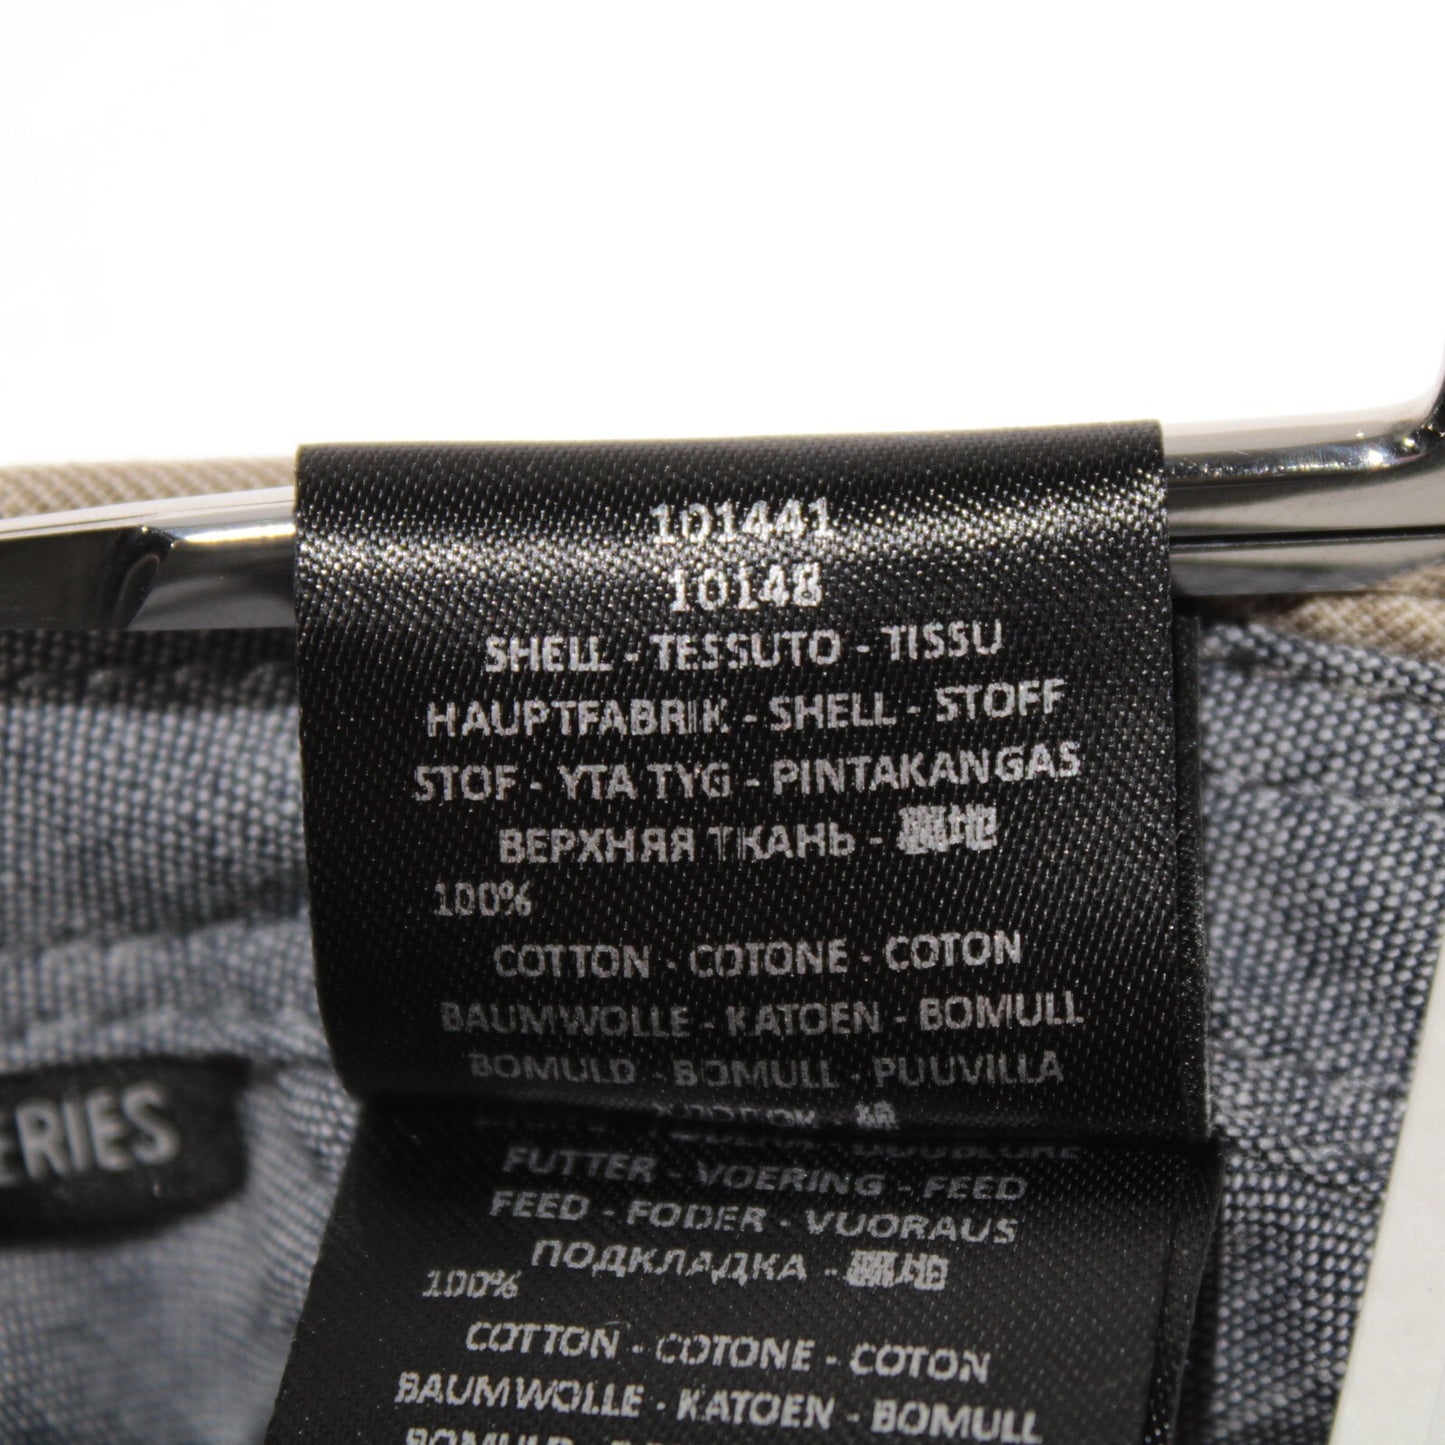 101441
10148
SHELL - TESSUTO - TISSU
HAUPTFABRIK - SHELL - STOFF
STOF - YTA TYG - PINTAKANGAS
ВЕРХНЯЯ ТКАНЬ -
100%
COTTON - COTONE - COTON
BAUMWOLLE - KATOEN - BOMULL
BOMULD - BOMULL - PUUVILLA
DOUBLURE
FUTTER - VOERING - FEED
FEED - FODER - VUORAUS
ПОДКЛАДКА -
100%
COTTON - COTONE - COTON
BAUMWOLLE - KATOEN - BOMULL
ERIES